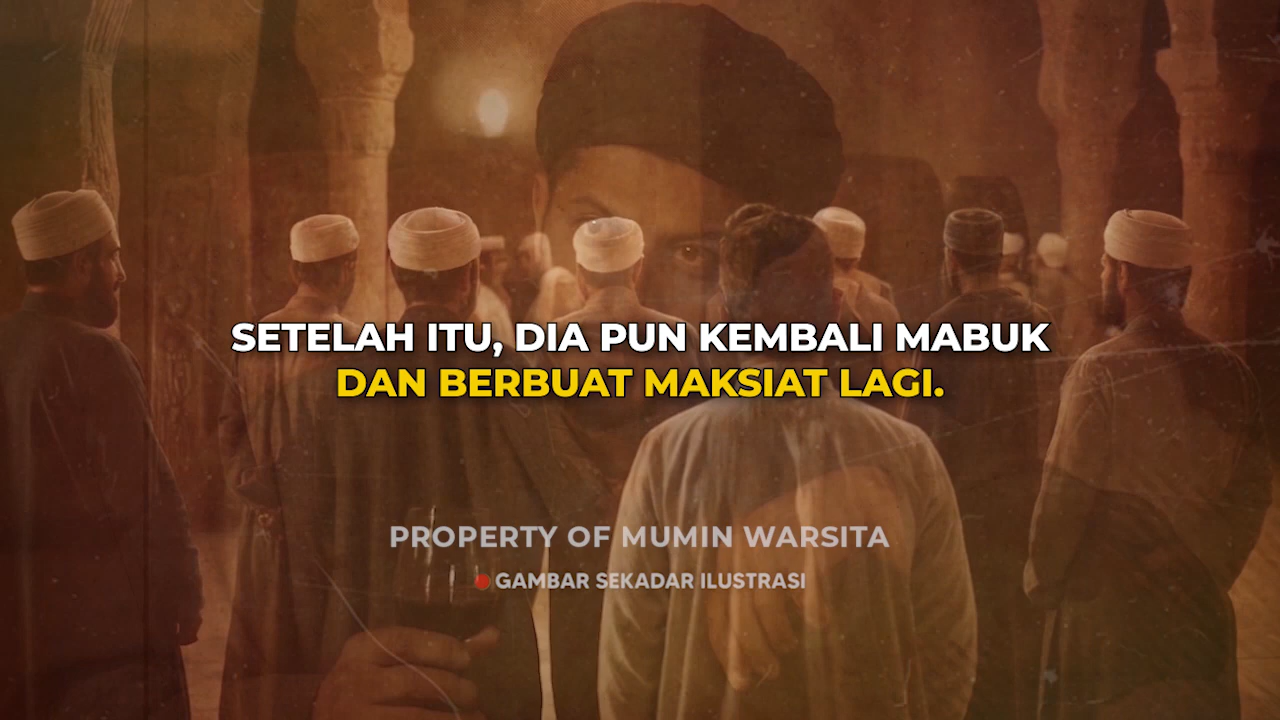 SETELAH ITU, DIA PUN KEMBALI MABUK
DAN BERBUAT MAKSIAT LAGI.
PROPERTY OF MUMIN WARSITA
GAMBAR SEKADAR ILUSTRASI